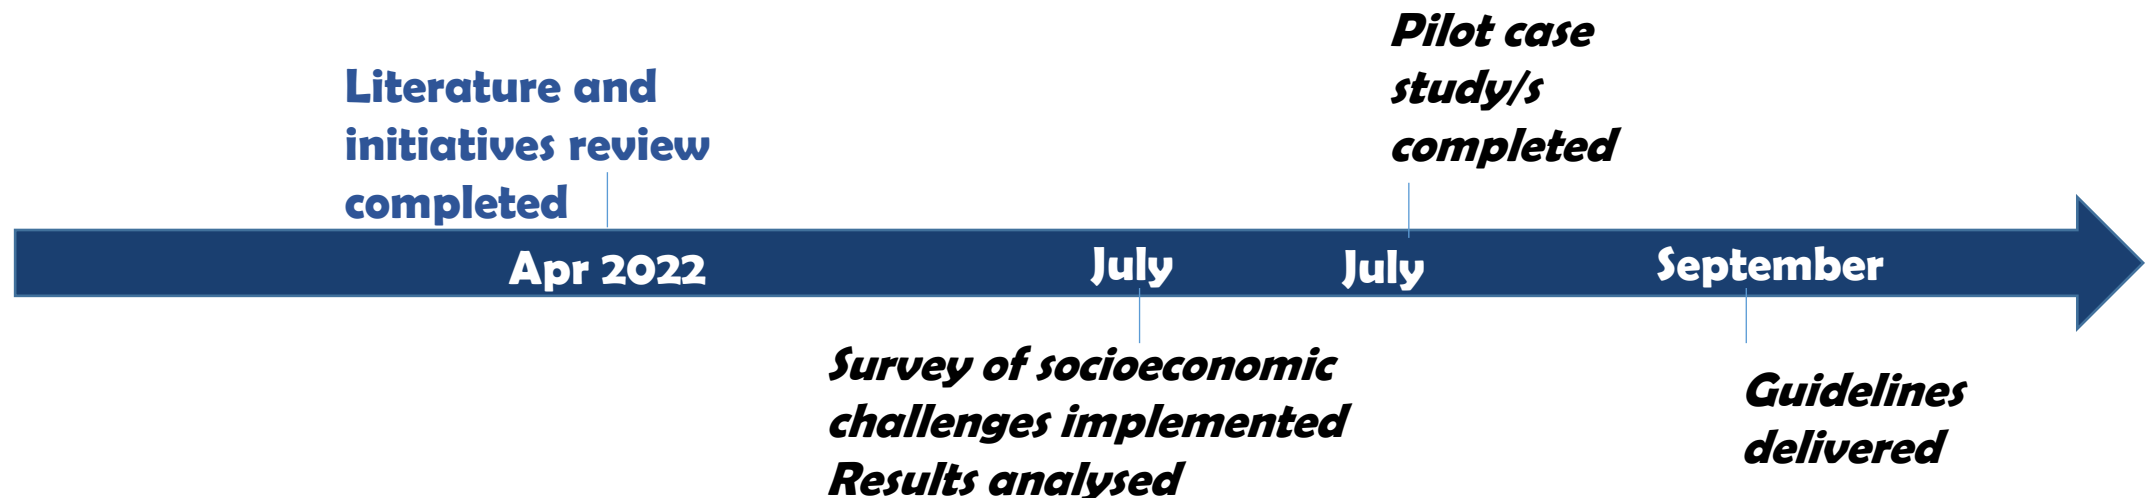 Pilot case
study/s
completed
Literature and
initiatives review
completed
Apr 2022
July
July
September
Survey of socioeconomic
challenges implemented
Results analysed
Guidelines
delivered